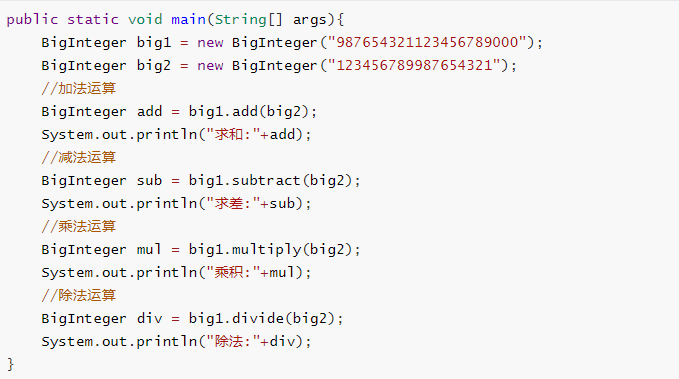 public static void main(String[] args){
    BigInteger big1 = new BigInteger("987654321123456789000");
    BigInteger big2 = new BigInteger("123456789987654321");
    //加法运算
    BigInteger add = big1.add(big2);
    System.out.println("求和:"+add);
    //减法运算
    BigInteger sub = big1.subtract(big2);
    System.out.println("求差:"+sub);
    //乘法运算
    BigInteger mul = big1.multiply(big2);
    System.out.println("乘积:"+mul);
    //除法运算
    BigInteger div = big1.divide(big2);
    System.out.println("除法:"+div);
}